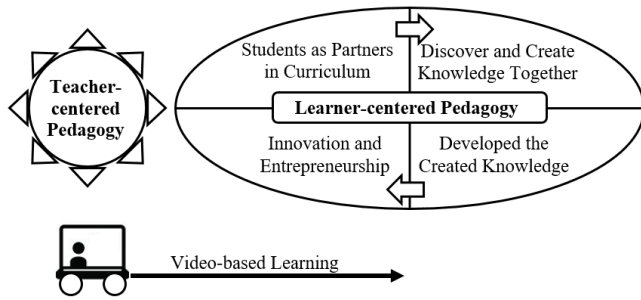 Teacher-
centered
Pedagogy
Students as Partners
in Curriculum
Discover and Create
Knowledge Together
Learner-centered Pedagogy
Innovation and
Entrepreneurship
Developed the
Created Knowledge
Video-based Learning